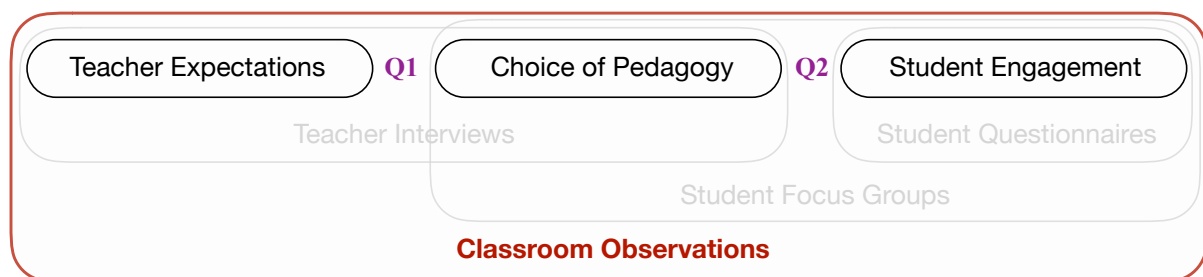 Teacher Expectations Q1 Choice of Pedagogy Q2 Student Engagement
Teacher Interviews Student Questionnaires
Student Focus Groups
Classroom Observations